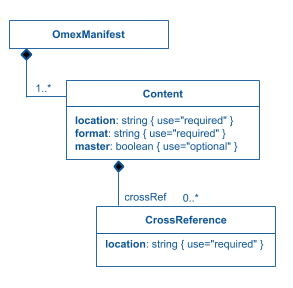 OmexManifest
1..*
Content
location: string { use="required" }
format: string { use="required" }
master: boolean { use="optional" }
crossRef 0..*
CrossReference
location: string { use="required" }